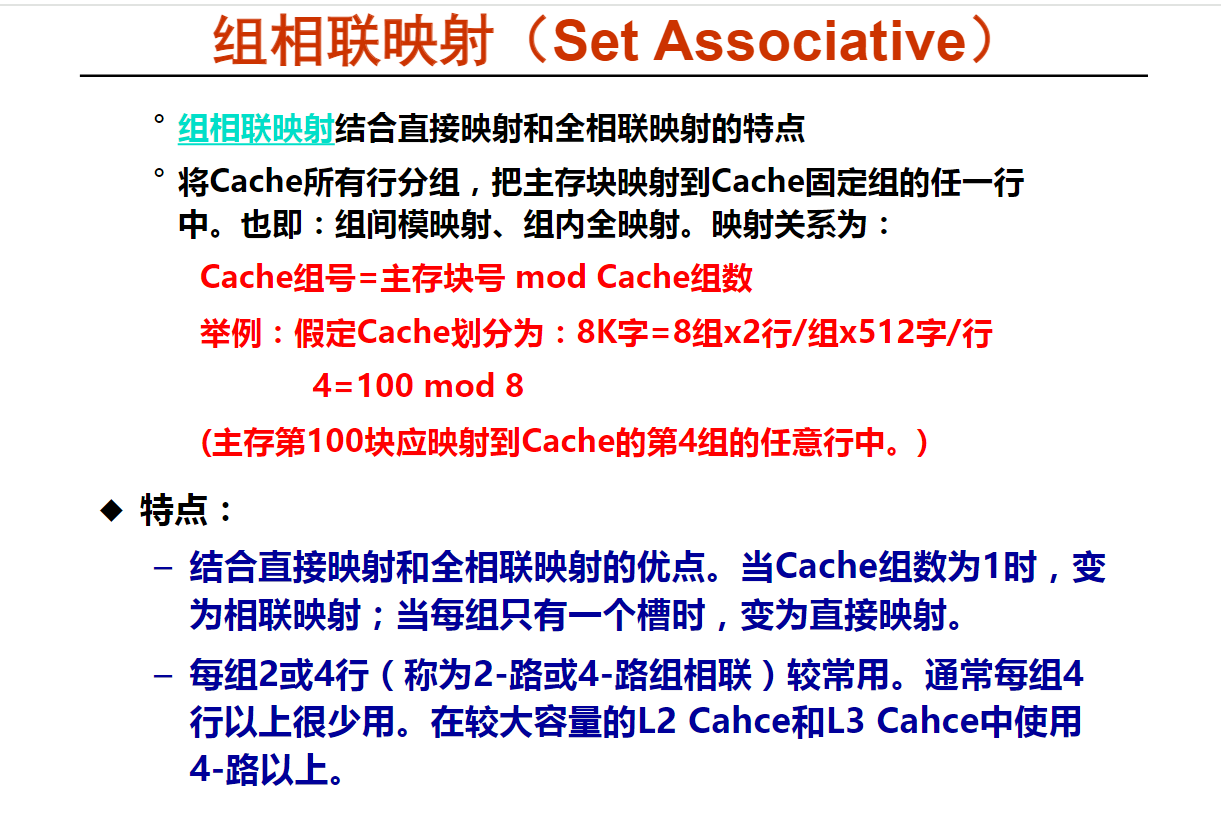 组相联映射（Set Associative）
° 组相联映射结合直接映射和全相联映射的特点
° 将Cache所有行分组，把主存块映射到Cache固定组的任一行
中。也即：组间模映射、组内全映射。映射关系为：
Cache组号=主存块号 mod Cache组数
举例：假定Cache划分为：8K字=8组x2行/组x512字/行
4=100 mod 8
(主存第100块应映射到Cache的第4组的任意行中。)
◆ 特点：
– 结合直接映射和全相联映射的优点。当Cache组数为1时，变
为相联映射；当每组只有一个槽时，变为直接映射。
– 每组2或4行（称为2-路或4-路组相联）较常用。通常每组4
行以上很少用。在较大容量的L2 Cahce和L3 Cahce中使用
4-路以上。